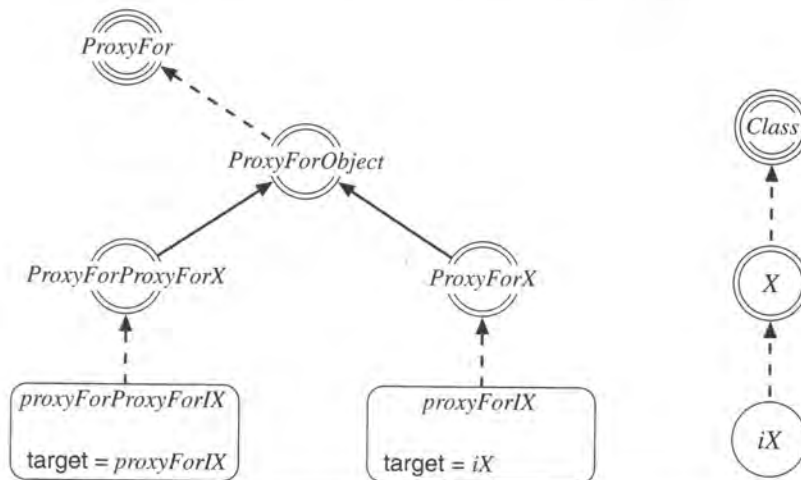 ProxyFor
Class
ProxyForObject
ProxyForProxyForX
ProxyForX
X
proxyForProxyForIX
target = proxyForIX
proxyForIX
target = iX
iX